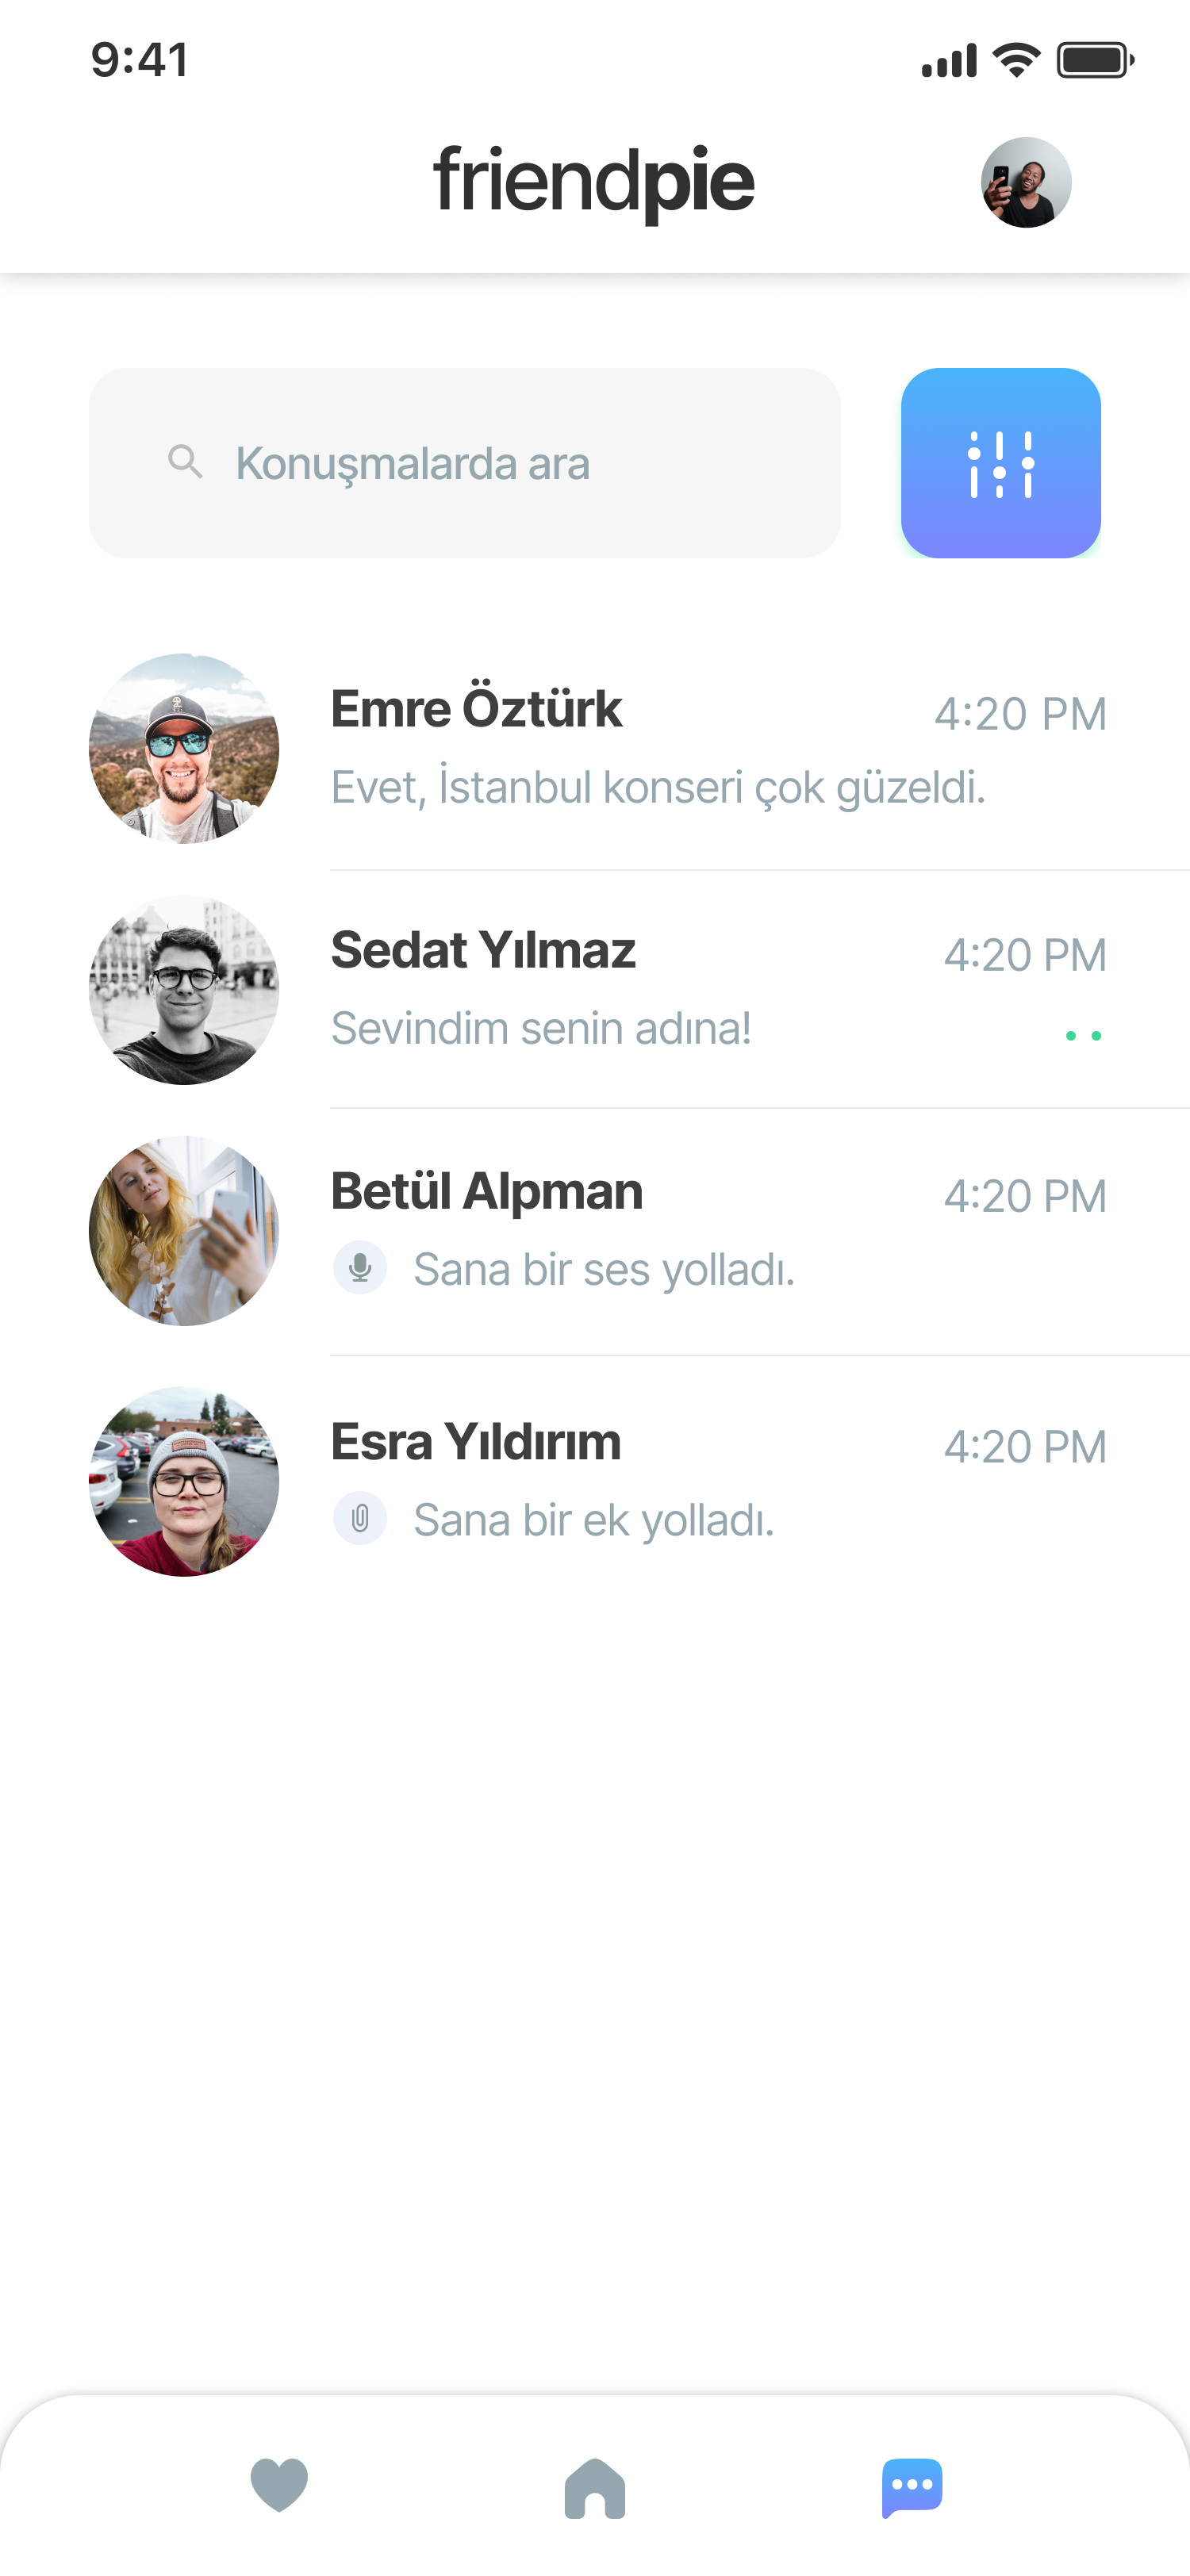 9:41
friendpie
Konuşmalarda ara
Emre Öztürk 4:20 PM
Evet, İstanbul konseri çok güzeldi.
Sedat Yılmaz 4:20 PM
Sevindim senin adına!
Betül Alpman 4:20 PM
Sana bir ses yolladı.
Esra Yıldırım 4:20 PM
Sana bir ek yolladı.